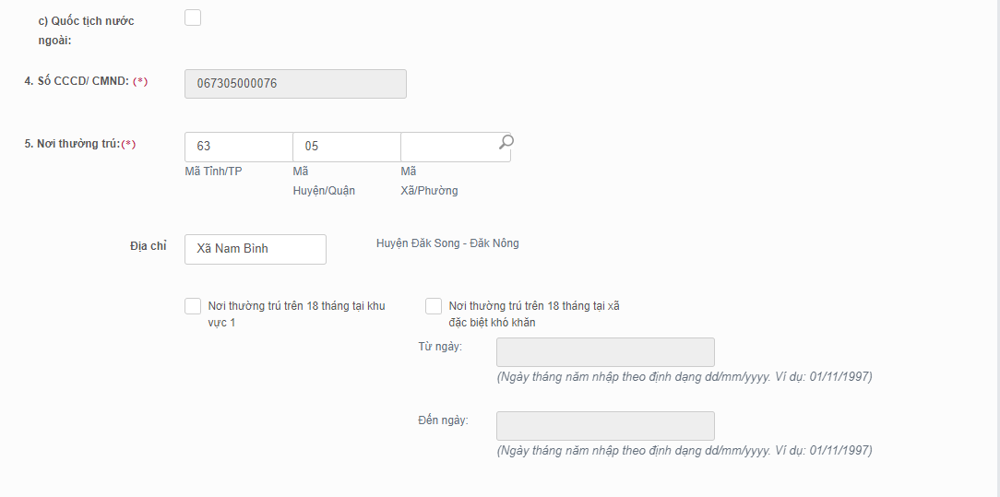 c) Quốc tịch nước
ngoài:
4. Số CCCD/ CMND: (*)
067305000076
5. Nơi thường trú:(*)
63
05
Mã Tỉnh/TP
Mã
Huyện/Quận
Mã
Xã/Phường
Địa chỉ
Xã Nam Bình
Huyện Đăk Song - Đăk Nông
Nơi thường trú trên 18 tháng tại khu
vực 1
Nơi thường trú trên 18 tháng tại xã
đặc biệt khó khăn
Từ ngày:
(Ngày tháng năm nhập theo định dạng dd/mm/yyyy. Ví dụ: 01/11/1997)
Đến ngày:
(Ngày tháng năm nhập theo định dạng dd/mm/yyyy. Ví dụ: 01/11/1997)